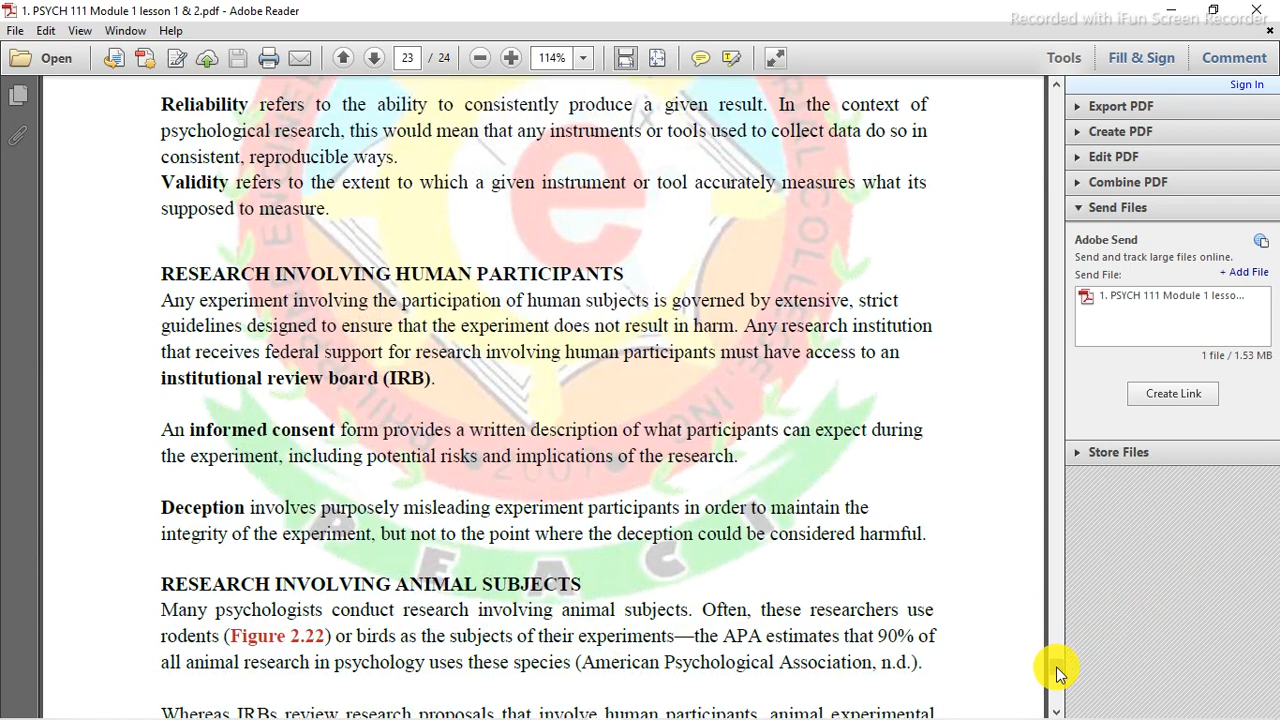 1. PSYCH 111 Module 1 lesson 1 & 2.pdf - Adobe Reader
Recorded with iFun Screen Recorder
File Edit View Window Help
Open 23 / 24 114% Tools Fill & Sign Comment
Sign In
Reliability refers to the ability to consistently produce a given result. In the context of
psychological research, this would mean that any instruments or tools used to collect data do so in
consistent, reproducible ways.
Validity refers to the extent to which a given instrument or tool accurately measures what its
supposed to measure.
RESEARCH INVOLVING HUMAN PARTICIPANTS
Any experiment involving the participation of human subjects is governed by extensive, strict
guidelines designed to ensure that the experiment does not result in harm. Any research institution
that receives federal support for research involving human participants must have access to an
institutional review board (IRB).
An informed consent form provides a written description of what participants can expect during
the experiment, including potential risks and implications of the research.
Deception involves purposely misleading experiment participants in order to maintain the
integrity of the experiment, but not to the point where the deception could be considered harmful.
RESEARCH INVOLVING ANIMAL SUBJECTS
Many psychologists conduct research involving animal subjects. Often, these researchers use
rodents (Figure 2.22) or birds as the subjects of their experiments—the APA estimates that 90% of
all animal research in psychology uses these species (American Psychological Association, n.d.).
Whereas IRBs review research proposals that involve human participants, animal experimental
e
INC
2007
P E A C I
Export PDF
Create PDF
Edit PDF
Combine PDF
Send Files
Adobe Send
Send and track large files online.
Send File: + Add File
1. PSYCH 111 Module 1 lesso...
1 file / 1.53 MB
Create Link
Store Files